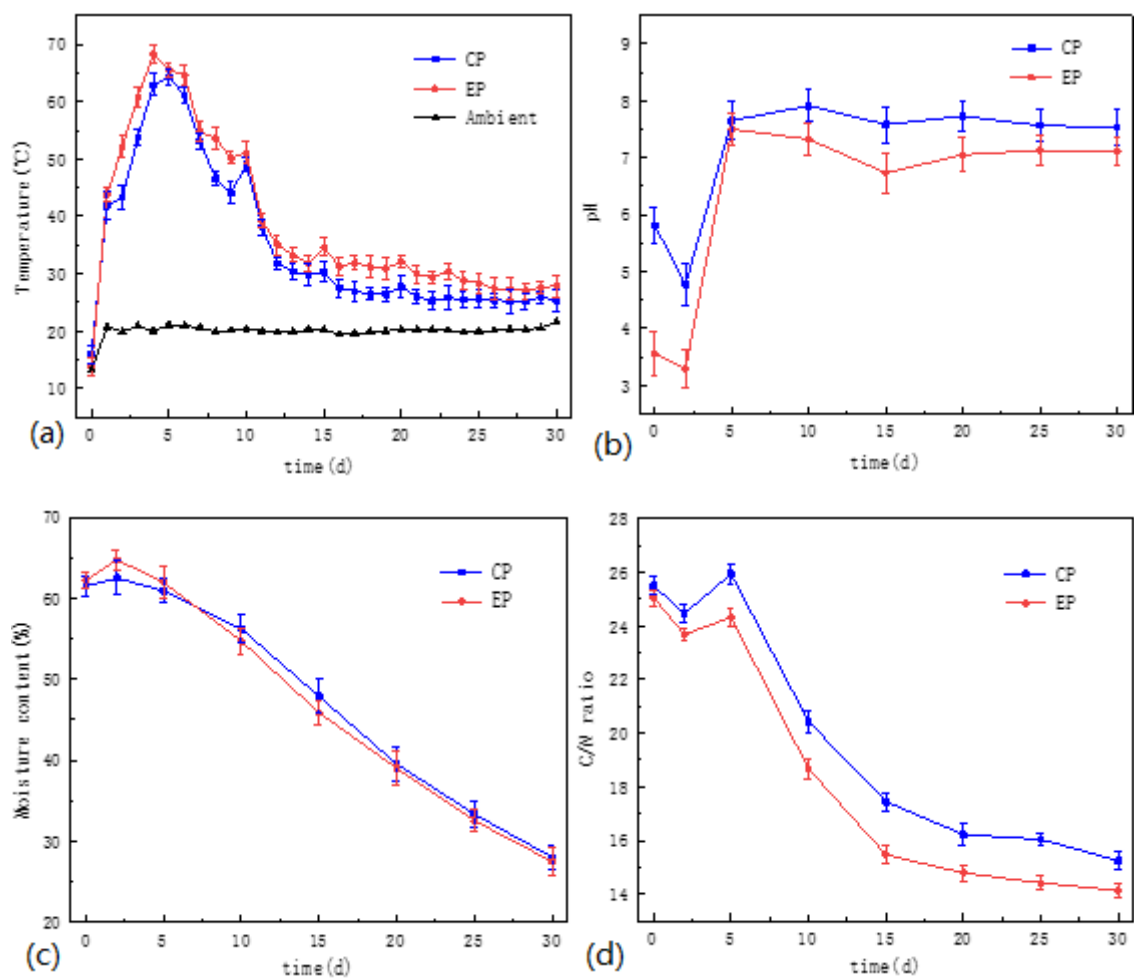 70
60
50
40
30
20
10
Temperature(℃)
CP
EP
Ambient
0
5
10
15
20
25
30
time(d)
(a)
9
8
7
6
5
4
3
pH
CP
EP
0
5
10
15
20
25
30
time(d)
(b)
70
60
50
40
30
20
Moisture content(%)
CP
EP
0
5
10
15
20
25
30
time(d)
(c)
28
26
24
22
20
18
16
14
C/N ratio
CP
EP
0
5
10
15
20
25
30
time(d)
(d)